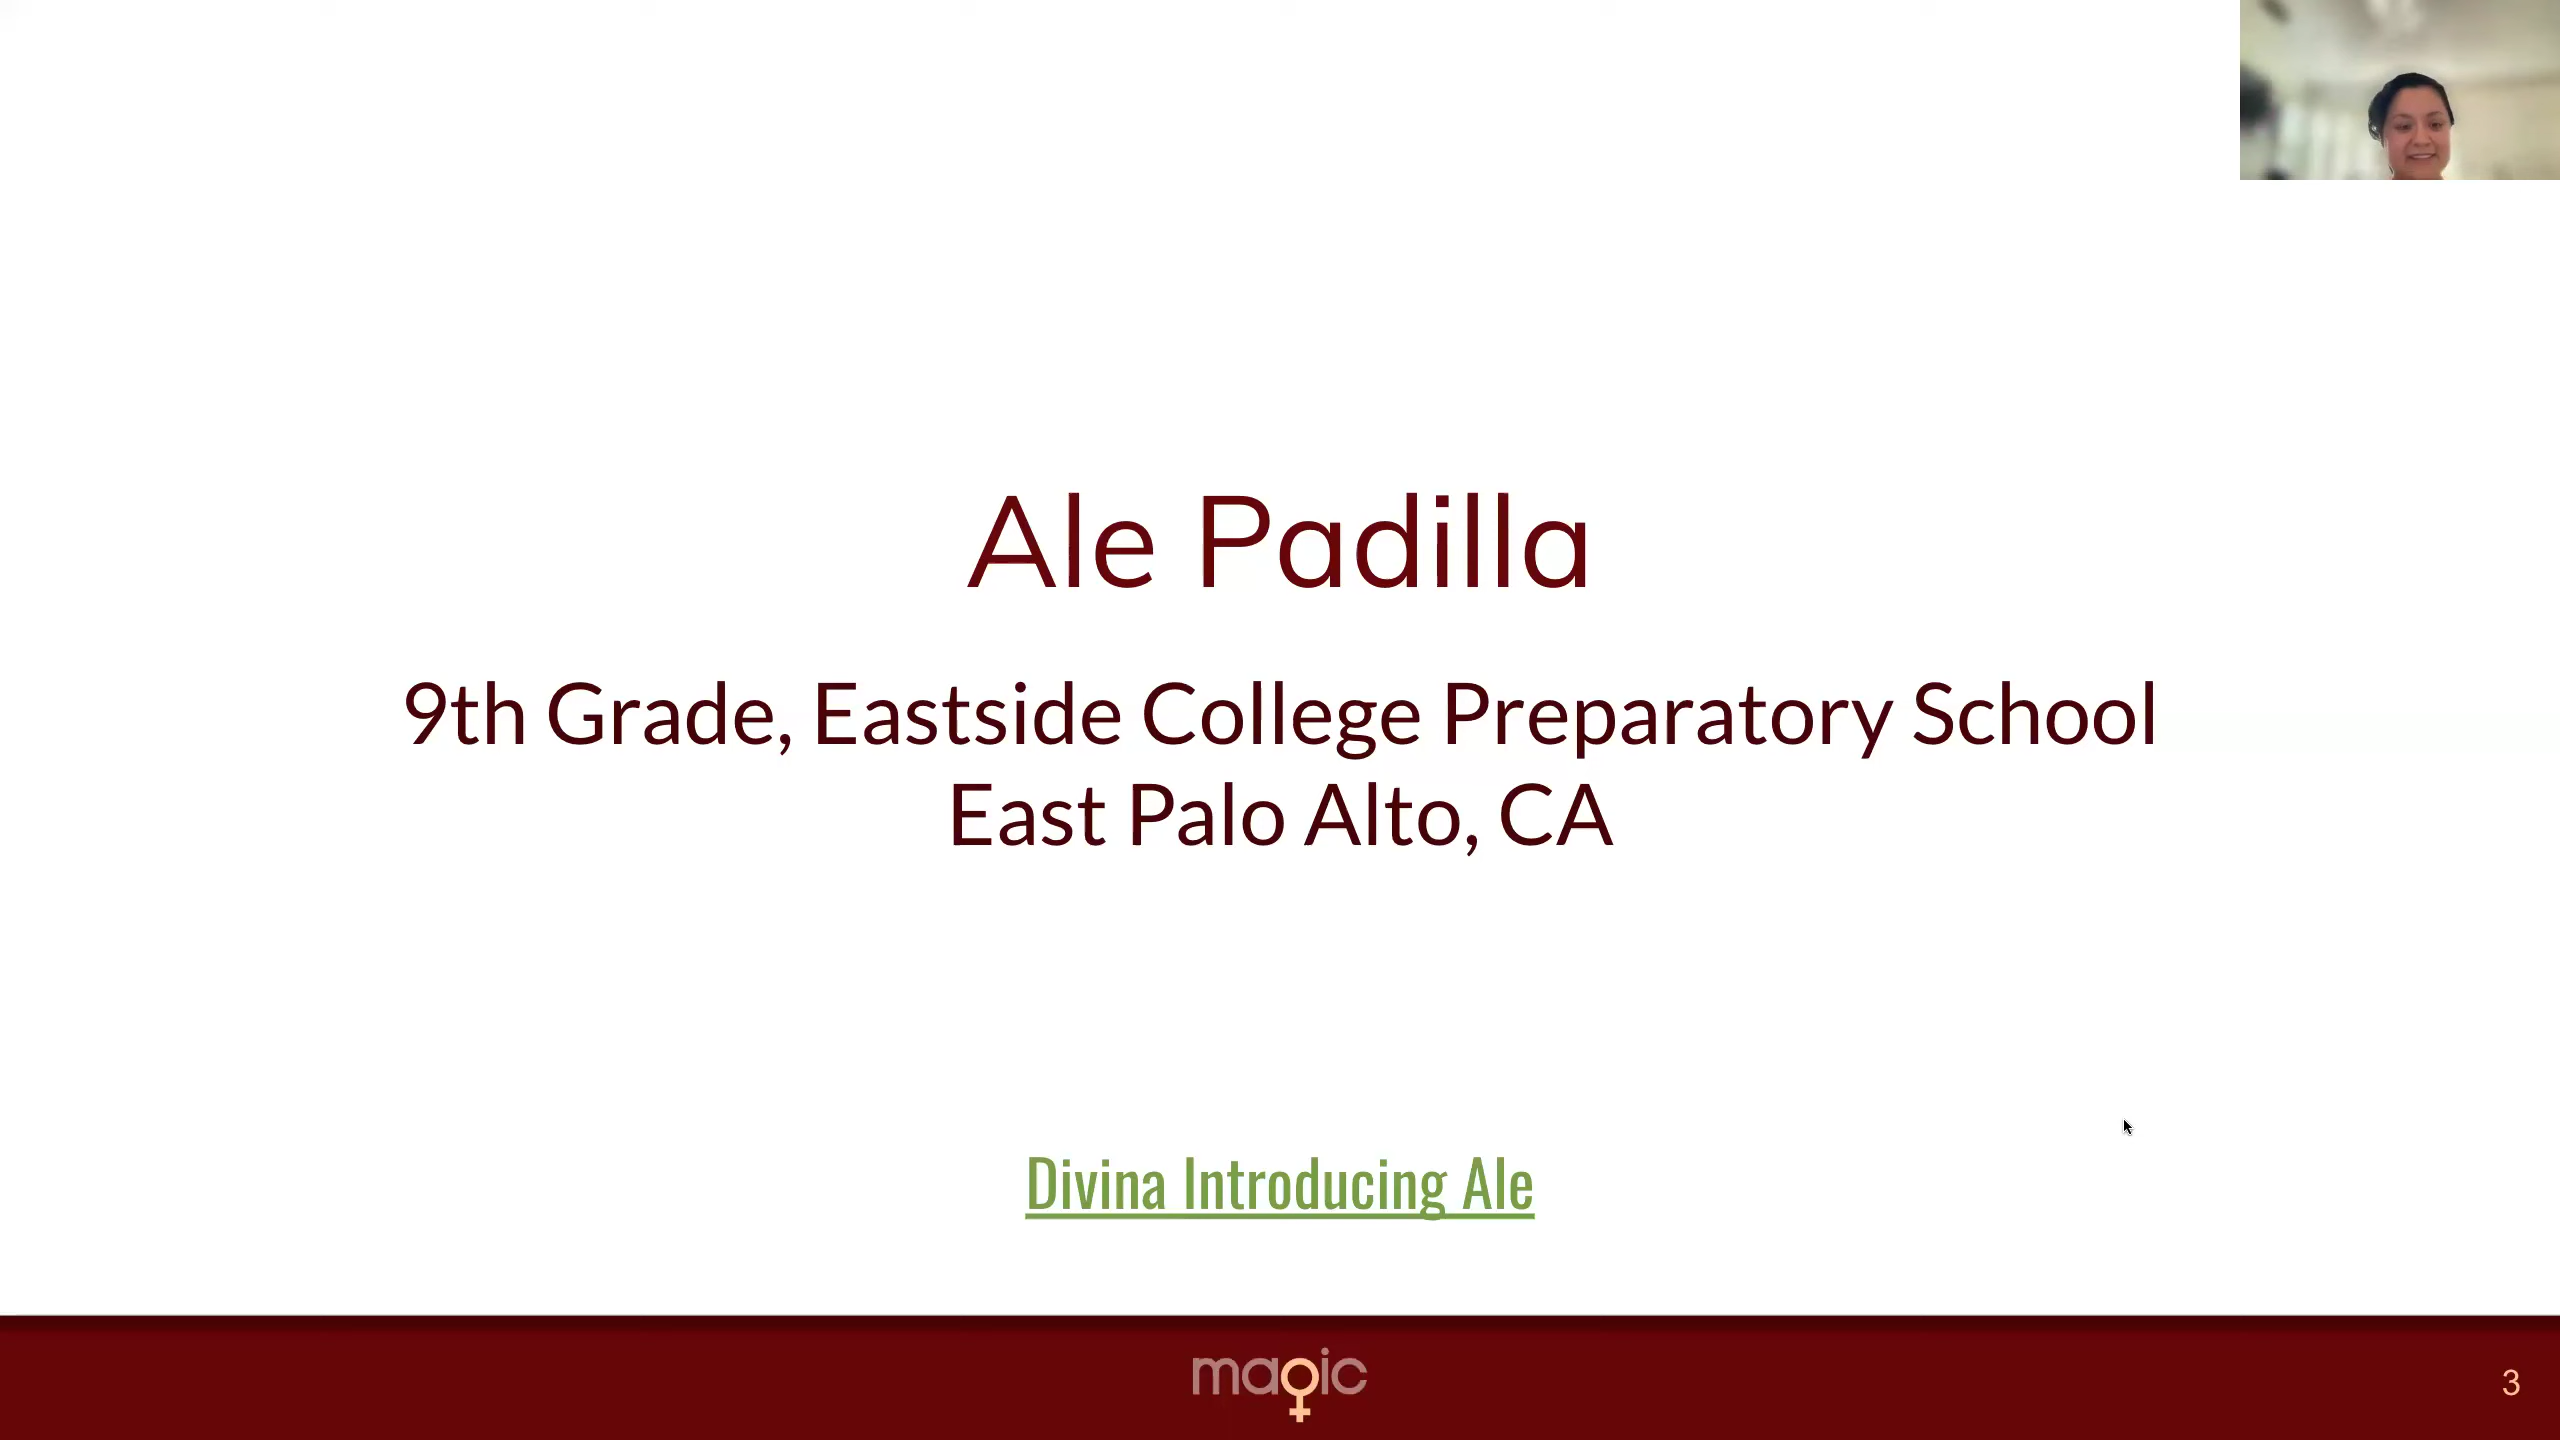 Ale Padilla
9th Grade, Eastside College Preparatory School
East Palo Alto, CA
Divina Introducing Ale
magic
3